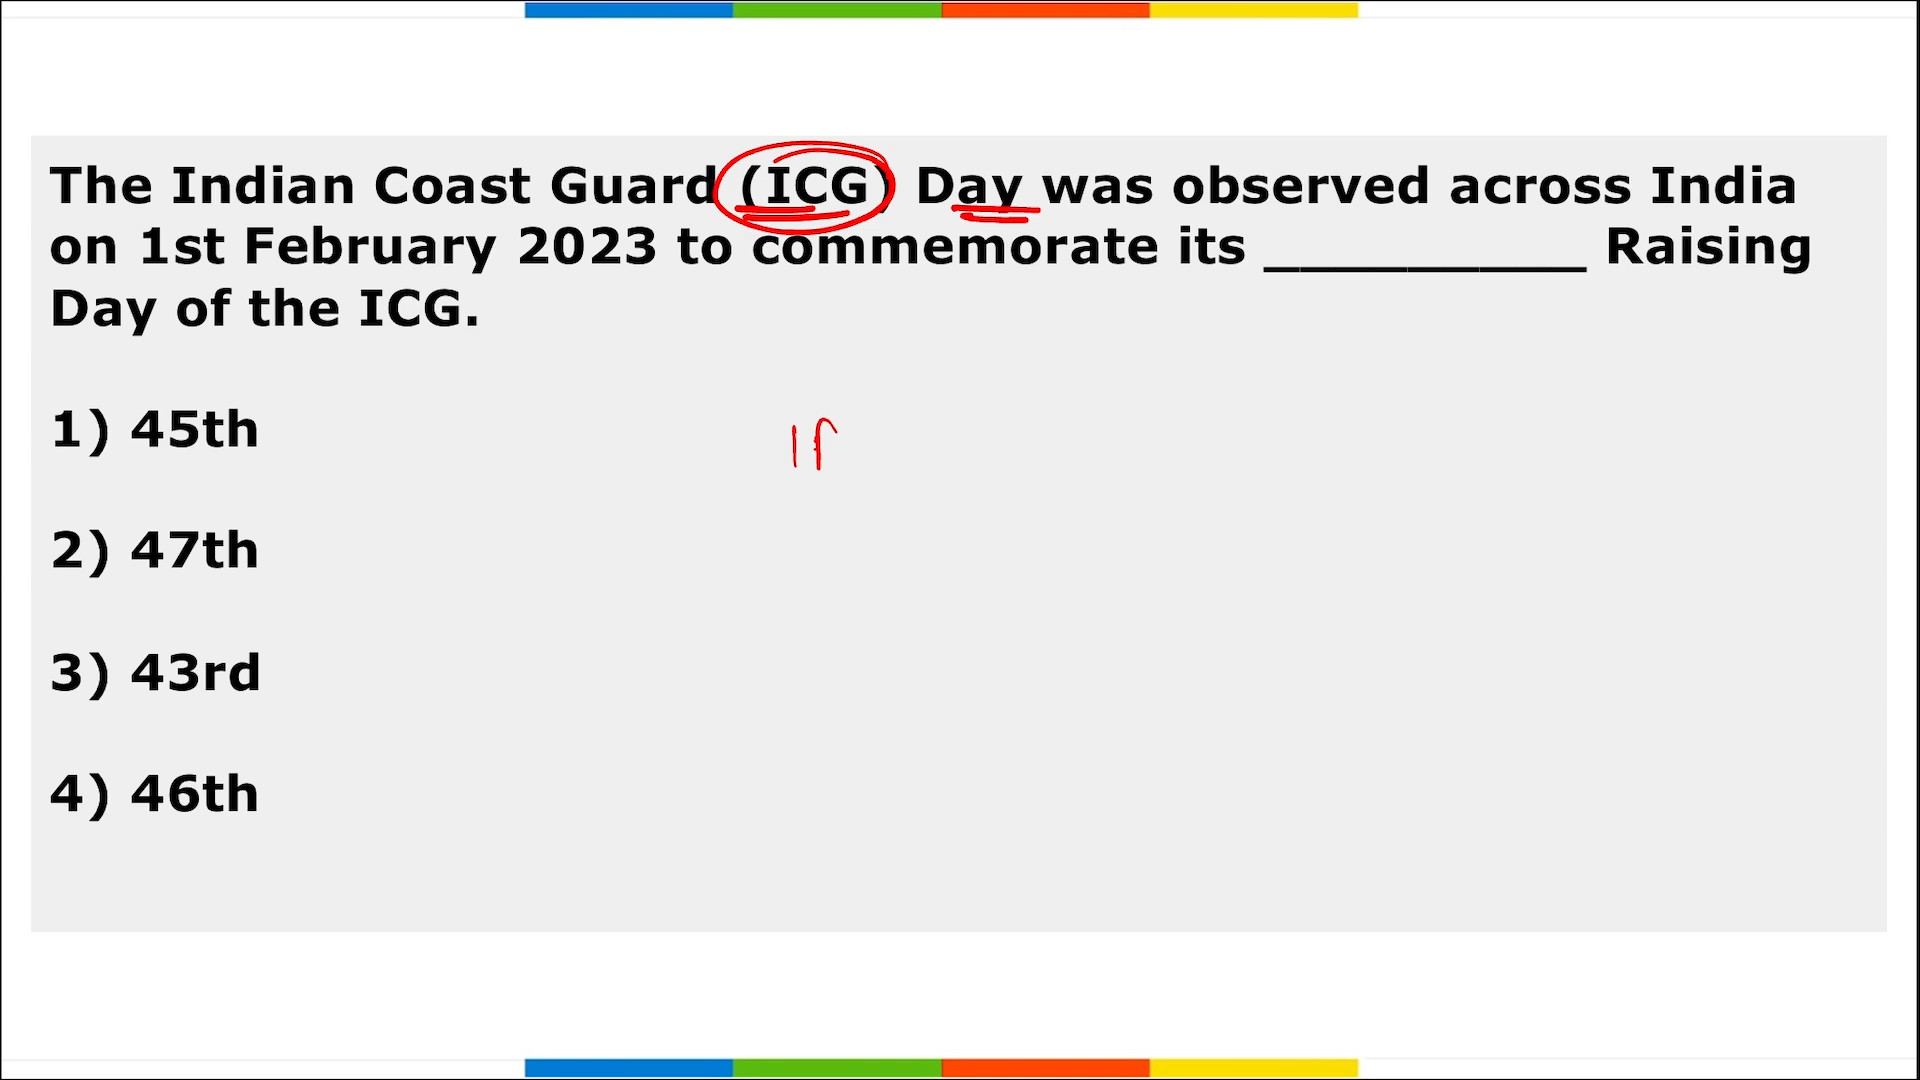 The Indian Coast Guard (ICG) Day was observed across India
on 1st February 2023 to commemorate its _________ Raising
Day of the ICG.
1) 45th
2) 47th
3) 43rd
4) 46th